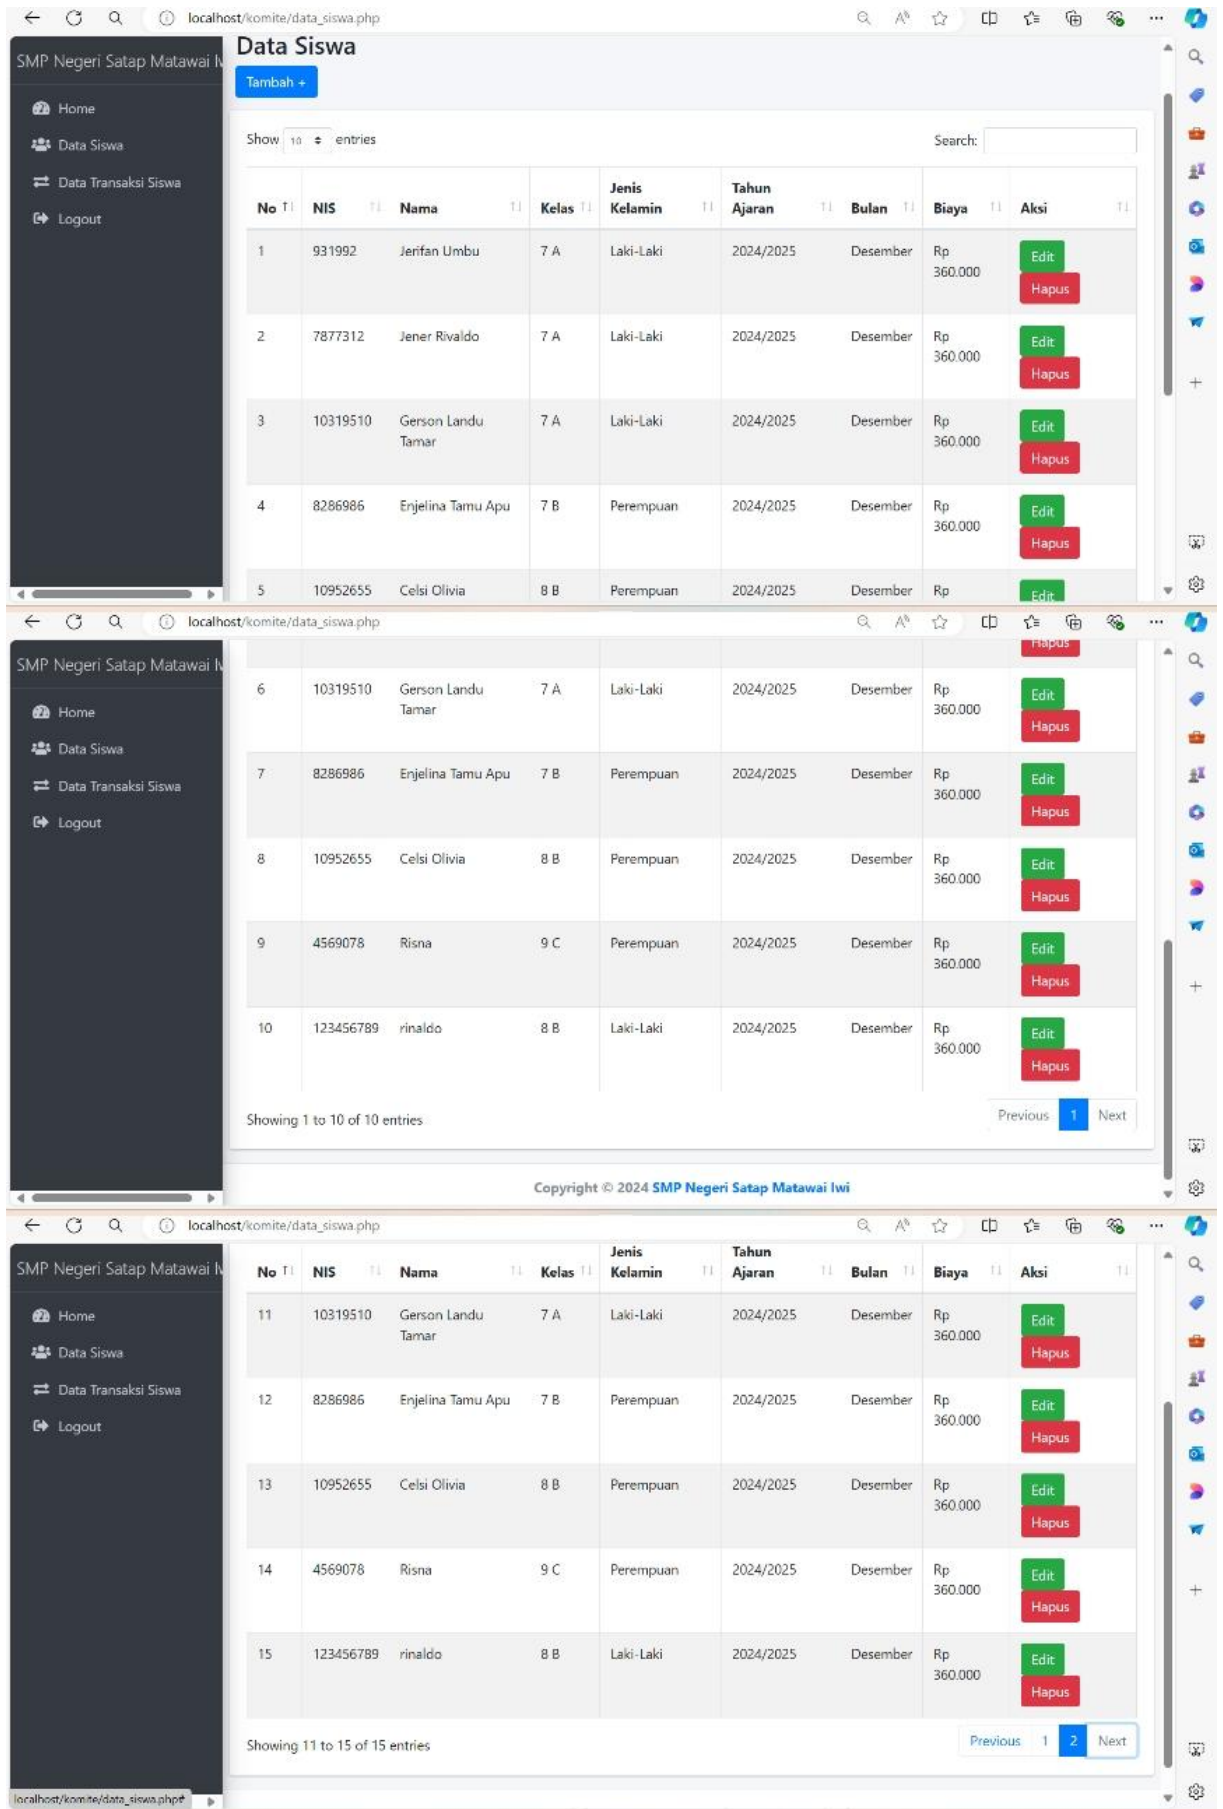 localhost/komite/data_siswa.php
SMP Negeri Satap Matawai Iw
Home
Data Siswa
Data Transaksi Siswa
Logout
Data Siswa
Tambah +
Show 10 entries
Search:
No NIS Nama Kelas Jenis Kelamin Tahun Ajaran Bulan Biaya Aksi
1 931992 Jerifan Umbu 7 A Laki-Laki 2024/2025 Desember Rp 360.000 Edit Hapus
2 7877312 Jener Rivaldo 7 A Laki-Laki 2024/2025 Desember Rp 360.000 Edit Hapus
3 10319510 Gerson Landu Tamar 7 A Laki-Laki 2024/2025 Desember Rp 360.000 Edit Hapus
4 8286986 Enjelina Tamu Apu 7 B Perempuan 2024/2025 Desember Rp 360.000 Edit Hapus
5 10952655 Celsi Olivia 8 B Perempuan 2024/2025 Desember Rp Edit
localhost/komite/data_siswa.php
SMP Negeri Satap Matawai Iw
Home
Data Siswa
Data Transaksi Siswa
Logout
Hapus
6 10319510 Gerson Landu Tamar 7 A Laki-Laki 2024/2025 Desember Rp 360.000 Edit Hapus
7 8286986 Enjelina Tamu Apu 7 B Perempuan 2024/2025 Desember Rp 360.000 Edit Hapus
8 10952655 Celsi Olivia 8 B Perempuan 2024/2025 Desember Rp 360.000 Edit Hapus
9 4569078 Risna 9 C Perempuan 2024/2025 Desember Rp 360.000 Edit Hapus
10 123456789 rinaldo 8 B Laki-Laki 2024/2025 Desember Rp 360.000 Edit Hapus
Showing 1 to 10 of 10 entries
Previous 1 Next
Copyright © 2024 SMP Negeri Satap Matawai Iwi
localhost/komite/data_siswa.php
SMP Negeri Satap Matawai Iw
Home
Data Siswa
Data Transaksi Siswa
Logout
No NIS Nama Kelas Jenis Kelamin Tahun Ajaran Bulan Biaya Aksi
11 10319510 Gerson Landu Tamar 7 A Laki-Laki 2024/2025 Desember Rp 360.000 Edit Hapus
12 8286986 Enjelina Tamu Apu 7 B Perempuan 2024/2025 Desember Rp 360.000 Edit Hapus
13 10952655 Celsi Olivia 8 B Perempuan 2024/2025 Desember Rp 360.000 Edit Hapus
14 4569078 Risna 9 C Perempuan 2024/2025 Desember Rp 360.000 Edit Hapus
15 123456789 rinaldo 8 B Laki-Laki 2024/2025 Desember Rp 360.000 Edit Hapus
Showing 11 to 15 of 15 entries
Previous 1 2 Next
localhost/komite/data_siswa.php#